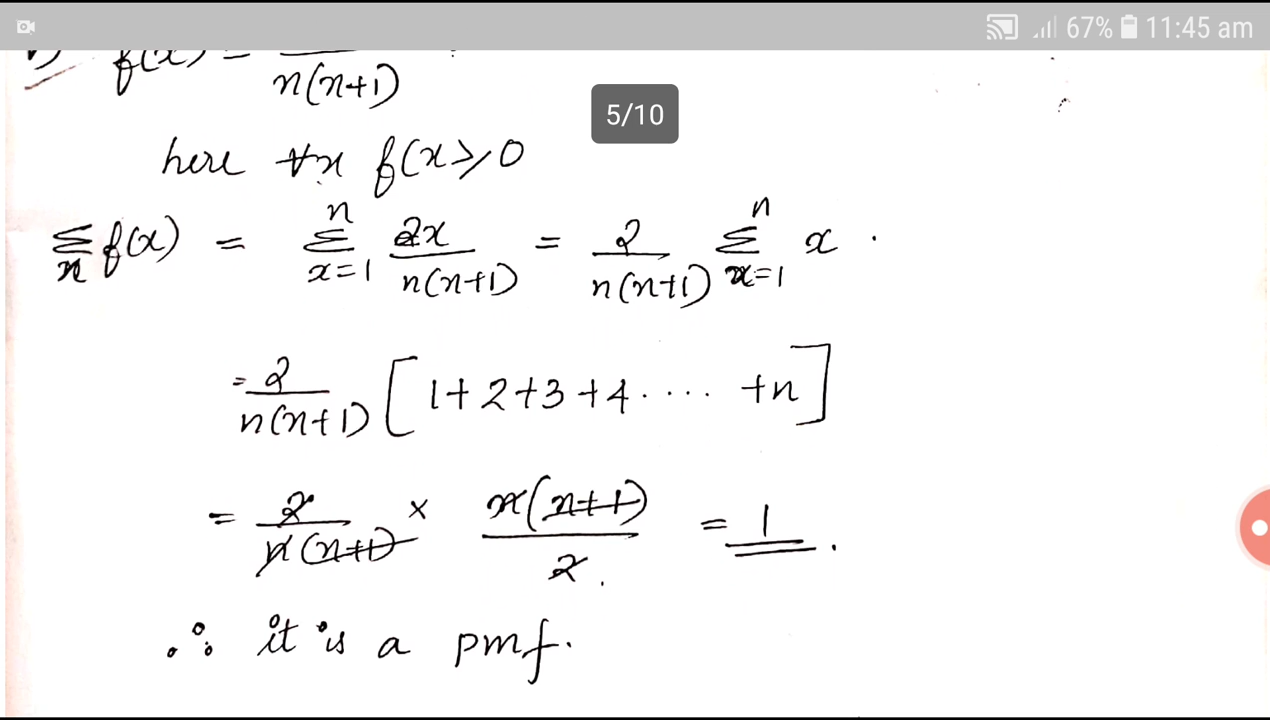 67% 11:45 am
f(x) = n(n+1)
5/10
here ∀x f(x≥0
Σ_x f(x) = Σ_{x=1}^{n} 2x/n(n+1) = 2/n(n+1) Σ_{x=1}^{n} x .
= 2/n(n+1) [1+2+3+4 . . . . +n]
= 2/n(n+1) × n(n+1)/2 = 1.
∴ it is a pmf.